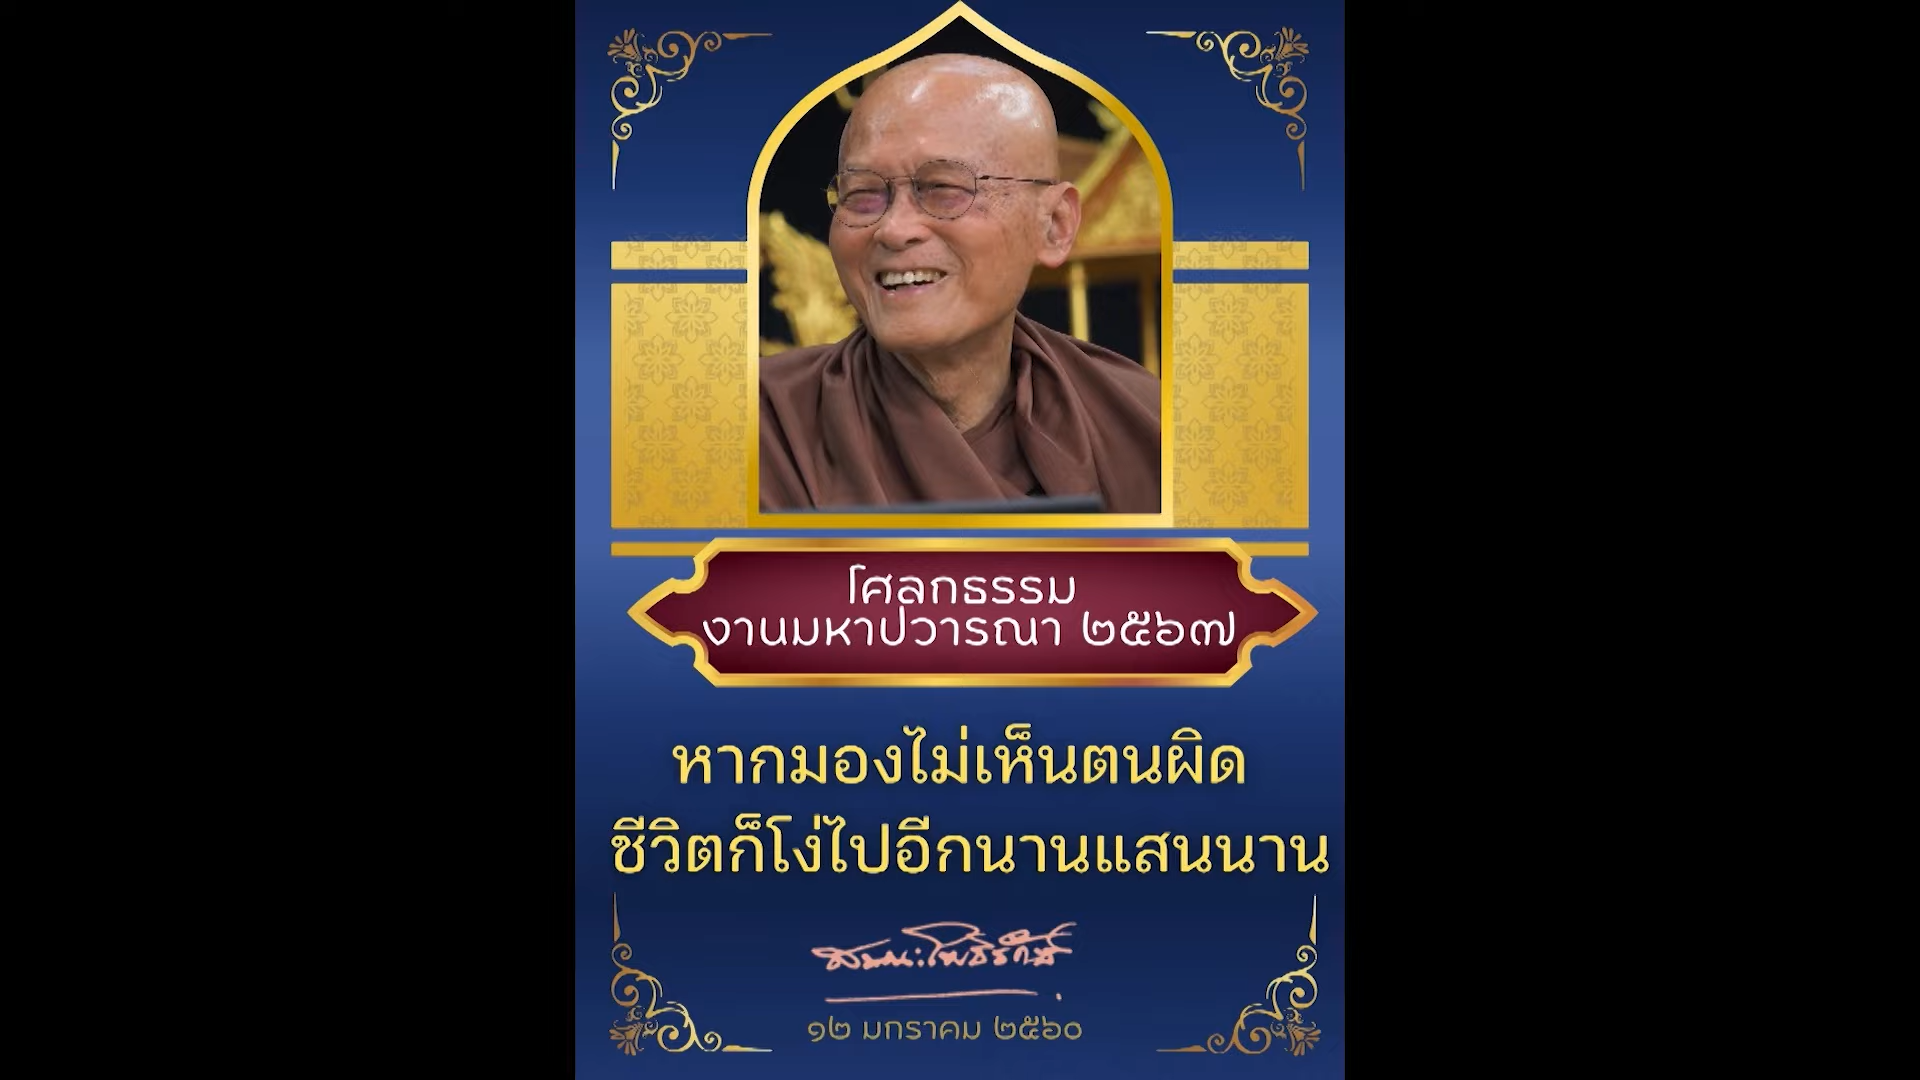 โศลกธรรม
งานมหาปวารณา ๒๕๖๗
หากมองไม่เห็นตนผิด
ชีวิตก็โง่ไปอีกนานแสนนาน
สมณะโพธิรักษ์
๑๒ มกราคม ๒๕๖๐